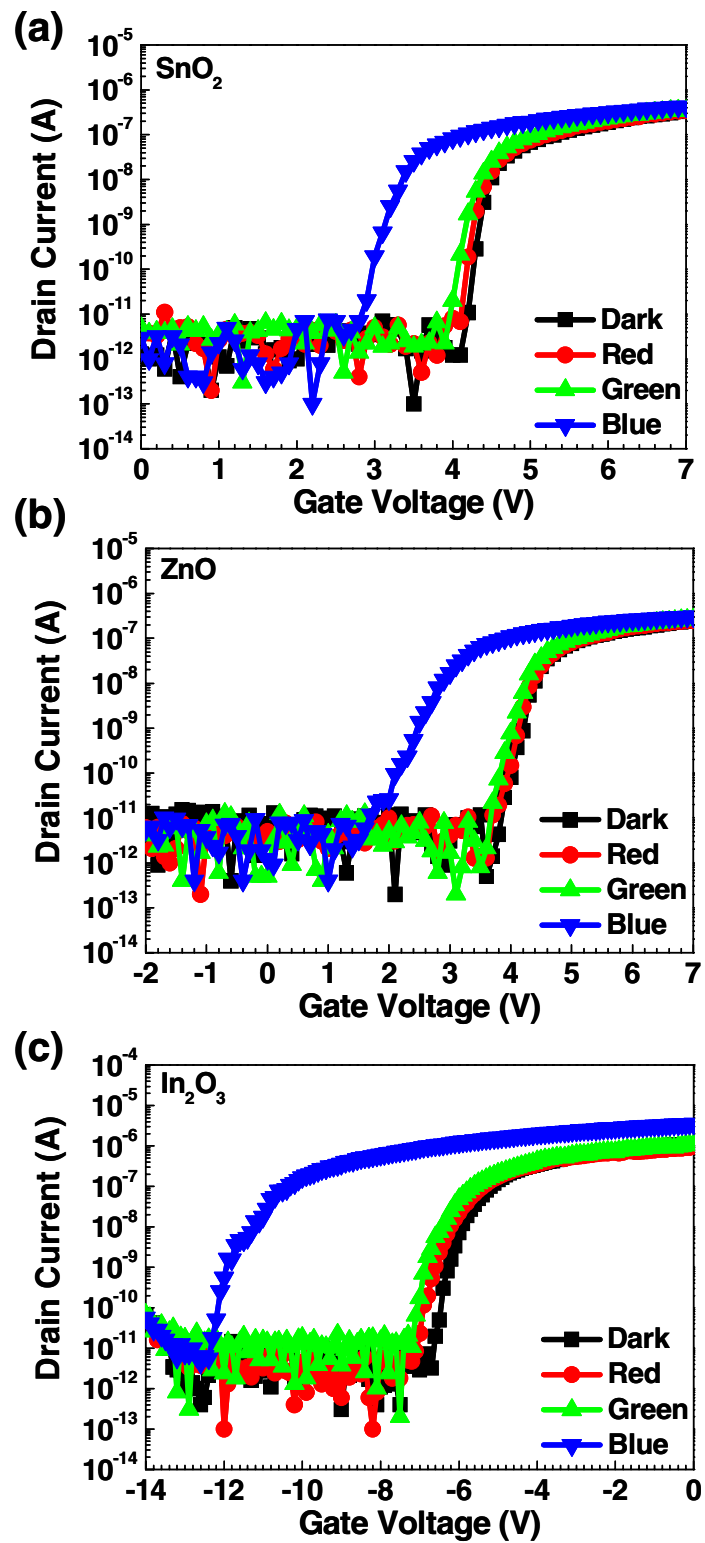 (a)
SnO₂
10⁻⁵
10⁻⁶
10⁻⁷
10⁻⁸
10⁻⁹
10⁻¹⁰
10⁻¹¹
10⁻¹²
10⁻¹³
10⁻¹⁴
Drain Current (A)
Dark
Red
Green
Blue
0 1 2 3 4 5 6 7
Gate Voltage (V)
(b)
ZnO
10⁻⁵
10⁻⁶
10⁻⁷
10⁻⁸
10⁻⁹
10⁻¹⁰
10⁻¹¹
10⁻¹²
10⁻¹³
10⁻¹⁴
Drain Current (A)
Dark
Red
Green
Blue
-2 -1 0 1 2 3 4 5 6 7
Gate Voltage (V)
(c)
In₂O₃
10⁻⁴
10⁻⁵
10⁻⁶
10⁻⁷
10⁻⁸
10⁻⁹
10⁻¹⁰
10⁻¹¹
10⁻¹²
10⁻¹³
10⁻¹⁴
Drain Current (A)
Dark
Red
Green
Blue
-14 -12 -10 -8 -6 -4 -2 0
Gate Voltage (V)